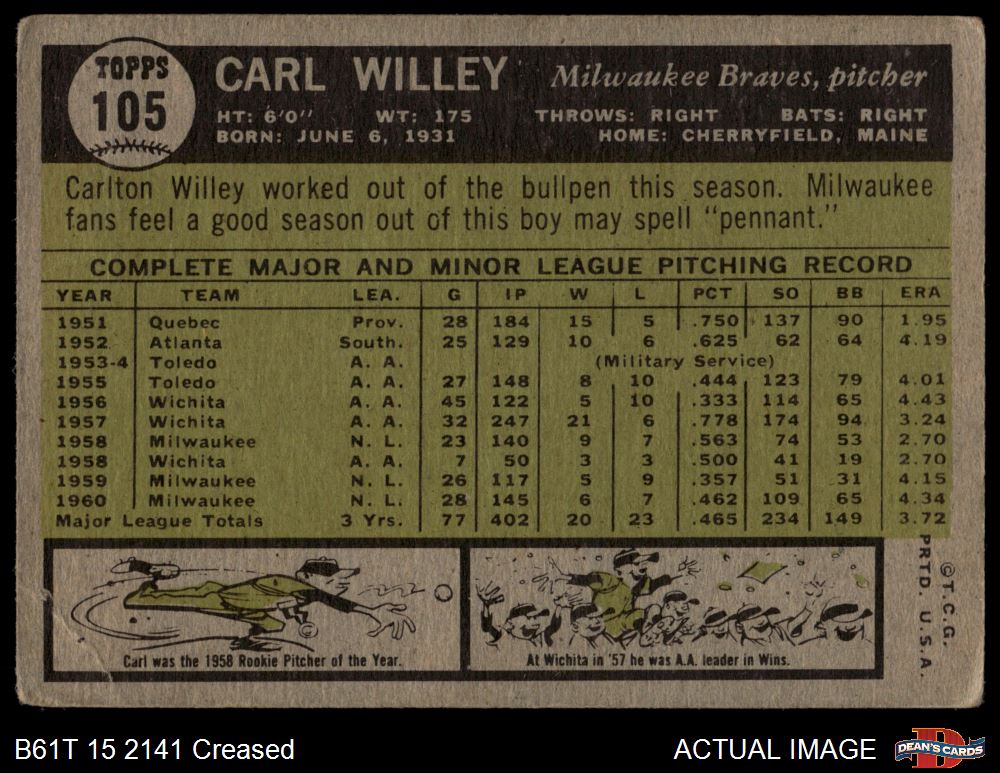 TOPPS
105
CARL WILLEY Milwaukee Braves, pitcher
HT: 6'0" WT: 175 THROWS: RIGHT BATS: RIGHT
BORN: JUNE 6, 1931 HOME: CHERRYFIELD, MAINE
Carlton Willey worked out of the bullpen this season. Milwaukee
fans feel a good season out of this boy may spell "pennant."
COMPLETE MAJOR AND MINOR LEAGUE PITCHING RECORD
YEAR TEAM LEA. G IP W L PCT SO BB ERA
1951 Quebec Prov. 28 184 15 5 .750 137 90 1.95
1952 Atlanta South. 25 129 10 6 .625 62 64 4.19
1953-4 Toledo A. A. (Military Service)
1955 Toledo A. A. 27 148 8 10 .444 123 79 4.01
1956 Wichita A. A. 45 122 5 10 .333 114 65 4.43
1957 Wichita A. A. 32 247 21 6 .778 174 94 3.24
1958 Milwaukee N. L. 23 140 9 7 .563 74 53 2.70
1958 Wichita A. A. 7 50 3 3 .500 41 19 2.70
1959 Milwaukee N. L. 26 117 5 9 .357 51 31 4.15
1960 Milwaukee N. L. 28 145 6 7 .462 109 65 4.34
Major League Totals 3 Yrs. 77 402 20 23 .465 234 149 3.72
Carl was the 1958 Rookie Pitcher of the Year.
At Wichita in '57 he was A.A. leader in Wins.
©T.C.G.
PRTD. U.S.A.
B61T 15 2141 Creased
ACTUAL IMAGE
DEAN'S CARDS